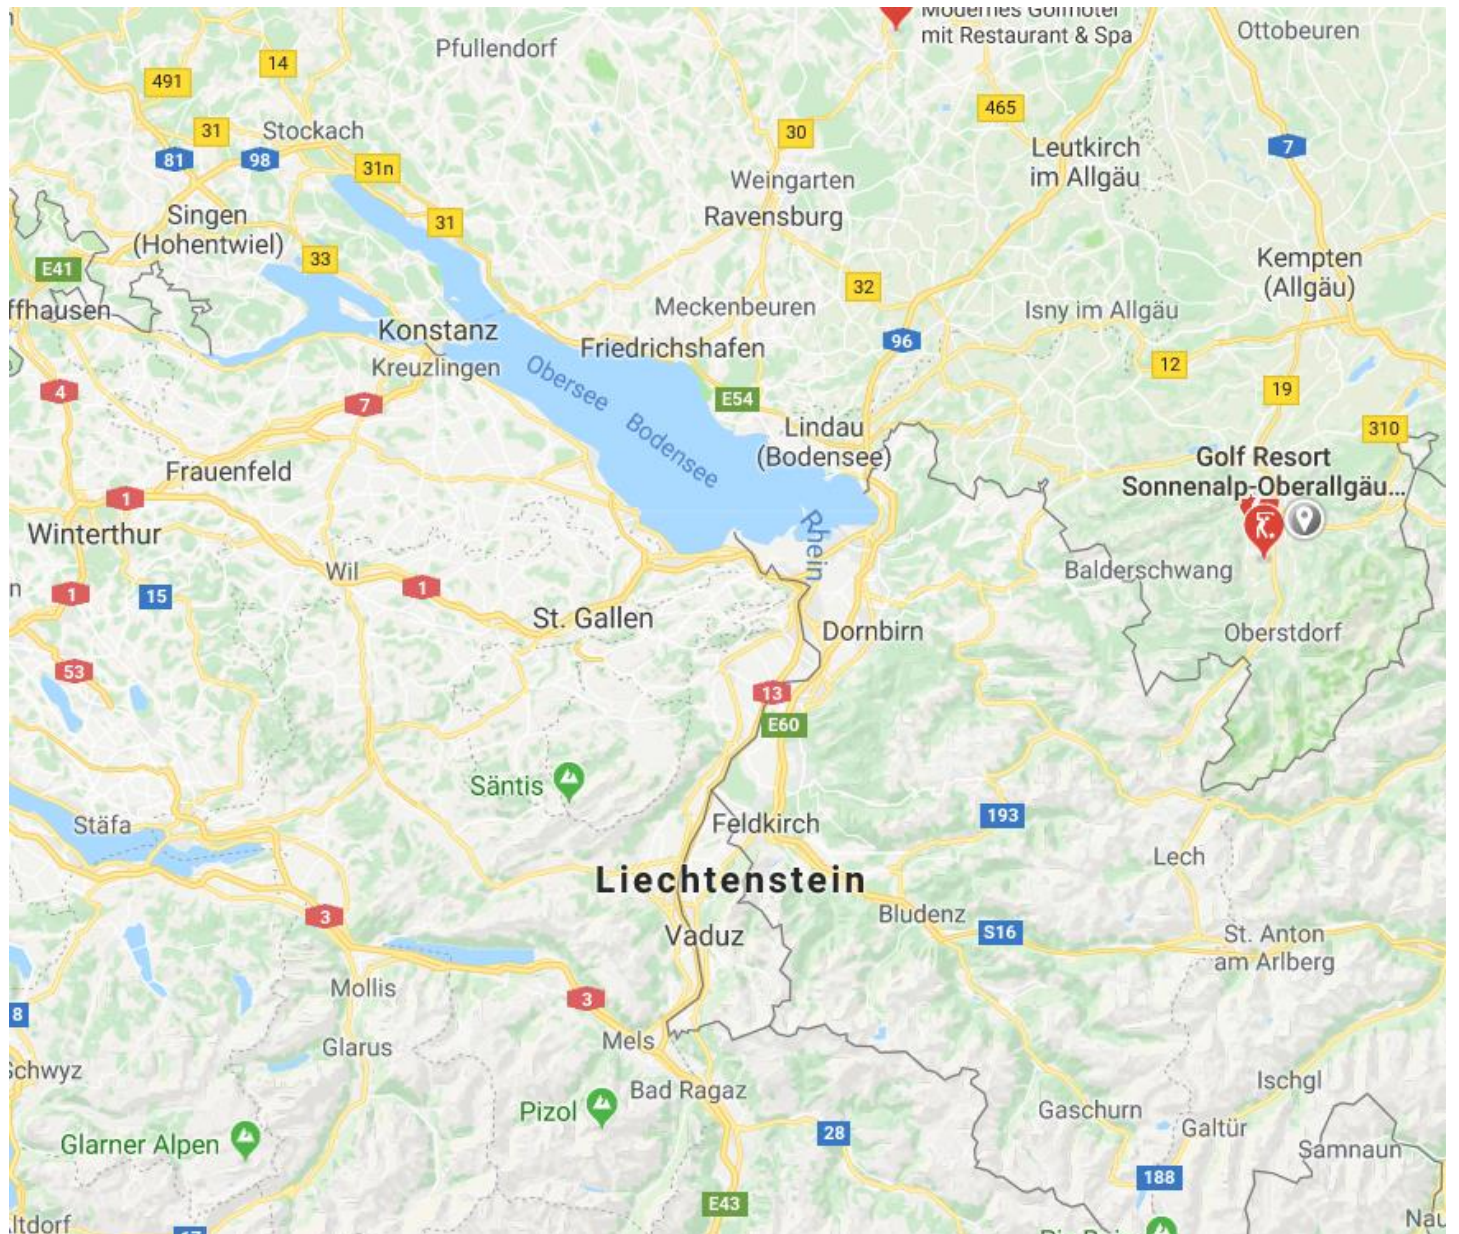 Modernes Golfhotel
mit Restaurant & Spa
Ottobeuren
Pfullendorf
14
491
465
31
Stockach
30
81
98
31n
Leutkirch
im Allgäu
7
Weingarten
Ravensburg
Singen
(Hohentwiel)
31
33
E41
Kempten
(Allgäu)
32
ffhausen
Meckenbeuren
Isny im Allgäu
Konstanz
Friedrichshafen
96
Kreuzlingen
12
4
7
Obersee
E54
19
Lindau
(Bodensee)
310
Bodensee
Golf Resort
Sonnenalp-Oberallgäu...
Frauenfeld
1
Winterthur
Rhein
Wil
Balderschwang
n
1
15
1
St. Gallen
Dornbirn
Oberstdorf
53
13
E60
Säntis
Stäfa
Feldkirch
193
Lech
Liechtenstein
3
Bludenz
S16
Vaduz
St. Anton
am Arlberg
Mollis
3
8
Mels
Glarus
Schwyz
Bad Ragaz
Ischgl
Pizol
Gaschurn
Galtür
28
Glarner Alpen
Samnaun
188
E43
ltdorf
Nau